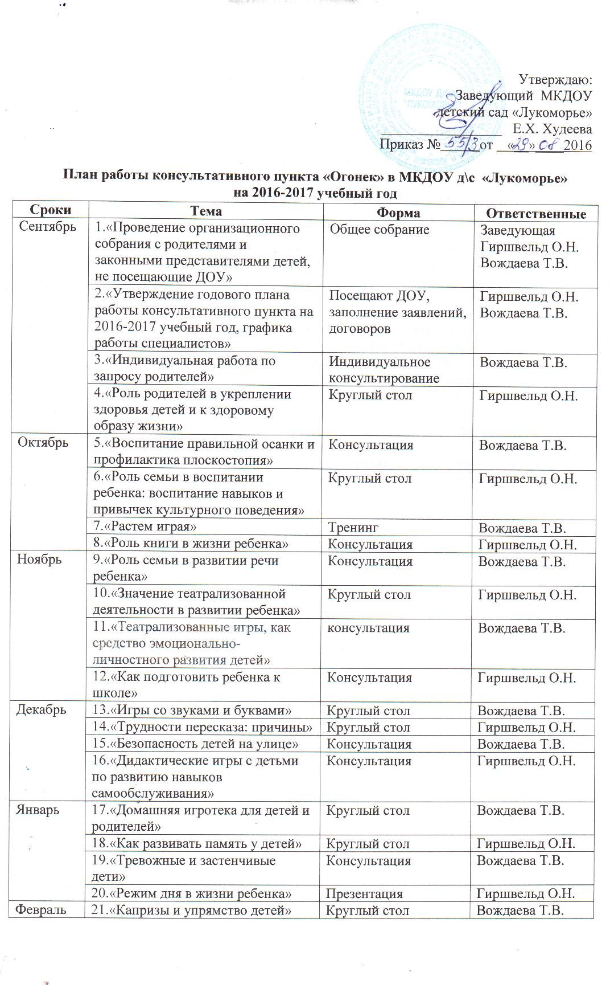 Утверждаю:
Заведующий МКДОУ
детский сад «Лукоморье»
Е.Х. Худеева
Приказ № 55/3 от «29» 08 2016
МКДОУ Д/САД
"ЛУКОМОРЬЕ"
План работы консультативного пункта «Огонек» в МКДОУ д\с «Лукоморье»
на 2016-2017 учебный год
Сроки Тема Форма Ответственные
Сентябрь 1.«Проведение организационного Общее собрание Заведующая
собрания с родителями и Гиршвельд О.Н.
законными представителями детей, Вождаева Т.В.
не посещающие ДОУ»
2.«Утверждение годового плана Посещают ДОУ, Гиршвельд О.Н.
работы консультативного пункта на заполнение заявлений, Вождаева Т.В.
2016-2017 учебный год, графика договоров
работы специалистов»
3.«Индивидуальная работа по Индивидуальное Вождаева Т.В.
запросу родителей» консультирование
4.«Роль родителей в укреплении Круглый стол Гиршвельд О.Н.
здоровья детей и к здоровому
образу жизни»
Октябрь 5.«Воспитание правильной осанки и Консультация Вождаева Т.В.
профилактика плоскостопия»
6.«Роль семьи в воспитании Круглый стол Гиршвельд О.Н.
ребенка: воспитание навыков и
привычек культурного поведения»
7.«Растем играя» Тренинг Вождаева Т.В.
8.«Роль книги в жизни ребенка» Консультация Гиршвельд О.Н.
Ноябрь 9.«Роль семьи в развитии речи Консультация Вождаева Т.В.
ребенка»
10.«Значение театрализованной Круглый стол Гиршвельд О.Н.
деятельности в развитии ребенка»
11.«Театрализованные игры, как консультация Вождаева Т.В.
средство эмоционально-
личностного развития детей»
12.«Как подготовить ребенка к Консультация Гиршвельд О.Н.
школе»
Декабрь 13.«Игры со звуками и буквами» Круглый стол Вождаева Т.В.
14.«Трудности пересказа: причины» Круглый стол Гиршвельд О.Н.
15.«Безопасность детей на улице» Консультация Вождаева Т.В.
16.«Дидактические игры с детьми Консультация Гиршвельд О.Н.
по развитию навыков
самообслуживания»
Январь 17.«Домашняя игротека для детей и Круглый стол Вождаева Т.В.
родителей»
18.«Как развивать память у детей» Круглый стол Гиршвельд О.Н.
19.«Тревожные и застенчивые Консультация Вождаева Т.В.
дети»
20.«Режим дня в жизни ребенка» Презентация Гиршвельд О.Н.
Февраль 21.«Капризы и упрямство детей» Круглый стол Вождаева Т.В.